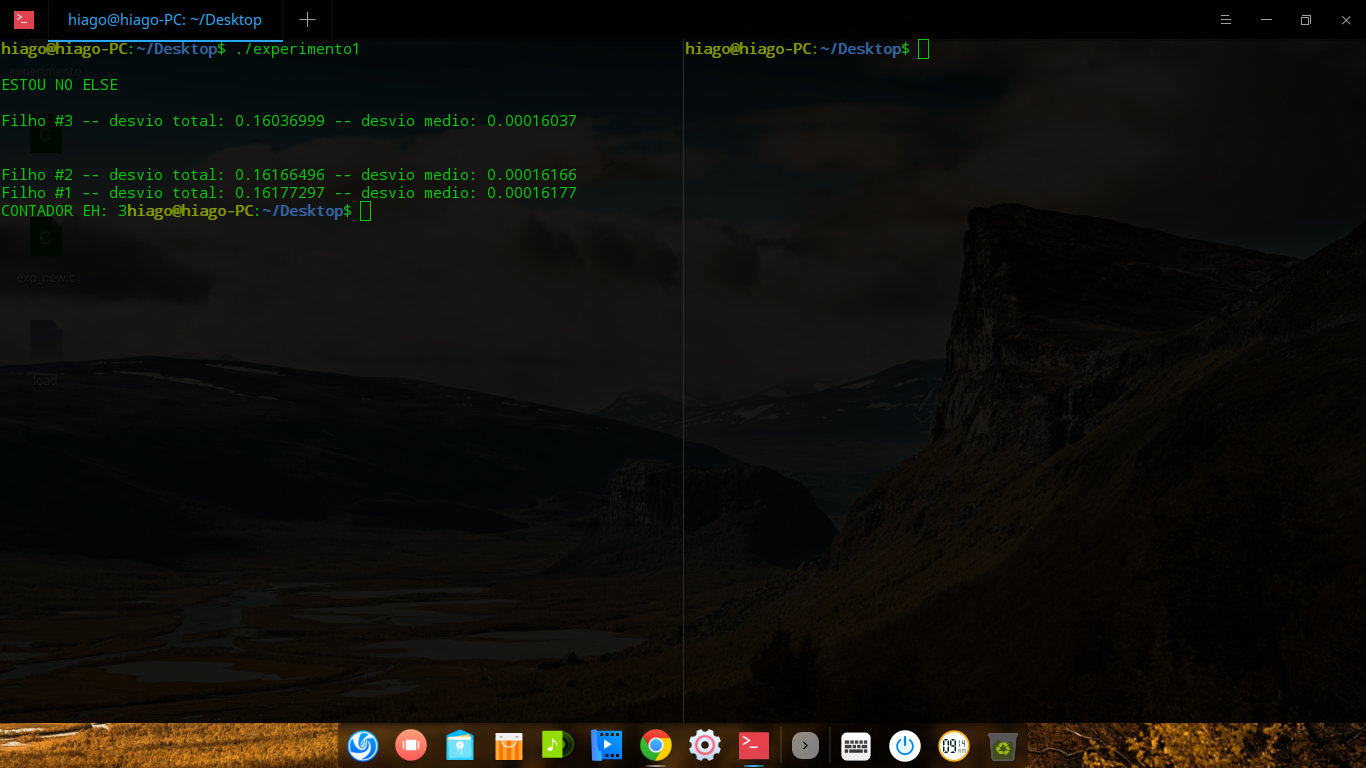 hiago@hiago-PC: ~/Desktop
hiago@hiago-PC:~/Desktop$ ./experimento1
experimento
ESTOU NO ELSE
Filho #3 -- desvio total: 0.16036999 -- desvio medio: 0.00016037
C
Filho #2 -- desvio total: 0.16166496 -- desvio medio: 0.00016166
Filho #1 -- desvio total: 0.16177297 -- desvio medio: 0.00016177
CONTADOR EH: 3hiago@hiago-PC:~/Desktop$
C
exp_new.c
load
hiago@hiago-PC:~/Desktop$